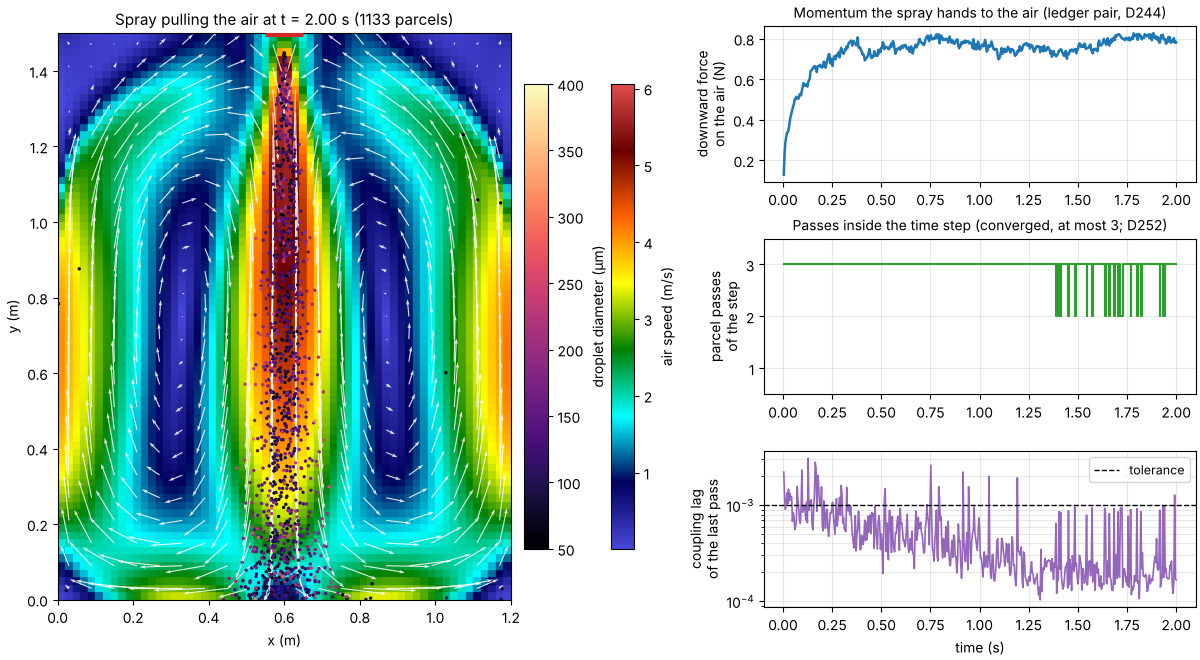 Spray pulling the air at t = 2.00 s (1133 parcels)
1.4
1.2
1.0
0.8
0.6
0.4
0.2
0.0
y (m)
0.0 0.2 0.4 0.6 0.8 1.0 1.2
x (m)
400
350
300
250
200
150
100
50
droplet diameter (µm)
6
5
4
3
2
1
air speed (m/s)
Momentum the spray hands to the air (ledger pair, D244)
downward force
on the air (N)
0.8
0.6
0.4
0.2
0.00 0.25 0.50 0.75 1.00 1.25 1.50 1.75 2.00
Passes inside the time step (converged, at most 3; D252)
parcel passes
of the step
3
2
1
0.00 0.25 0.50 0.75 1.00 1.25 1.50 1.75 2.00
coupling lag
of the last pass
10⁻³
10⁻⁴
tolerance
0.00 0.25 0.50 0.75 1.00 1.25 1.50 1.75 2.00
time (s)